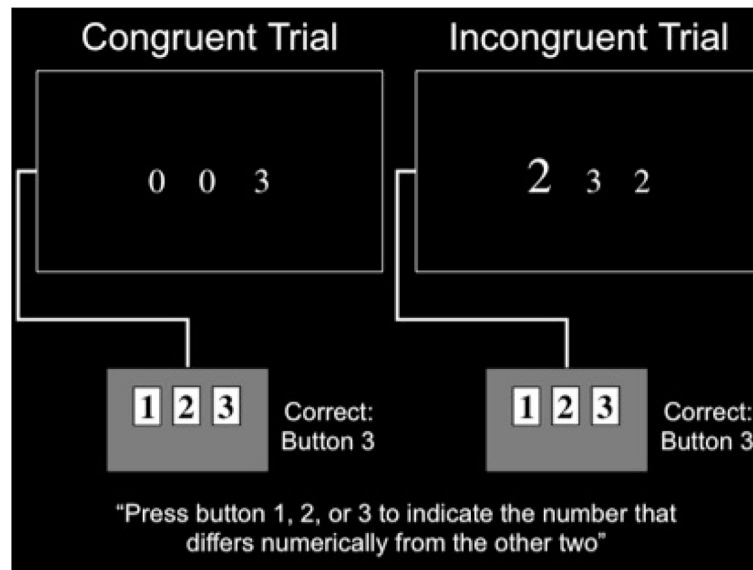 Congruent Trial
Incongruent Trial
0 0 3
2 3 2
1 2 3
Correct:
Button 3
1 2 3
Correct:
Button 3
“Press button 1, 2, or 3 to indicate the number that
differs numerically from the other two”